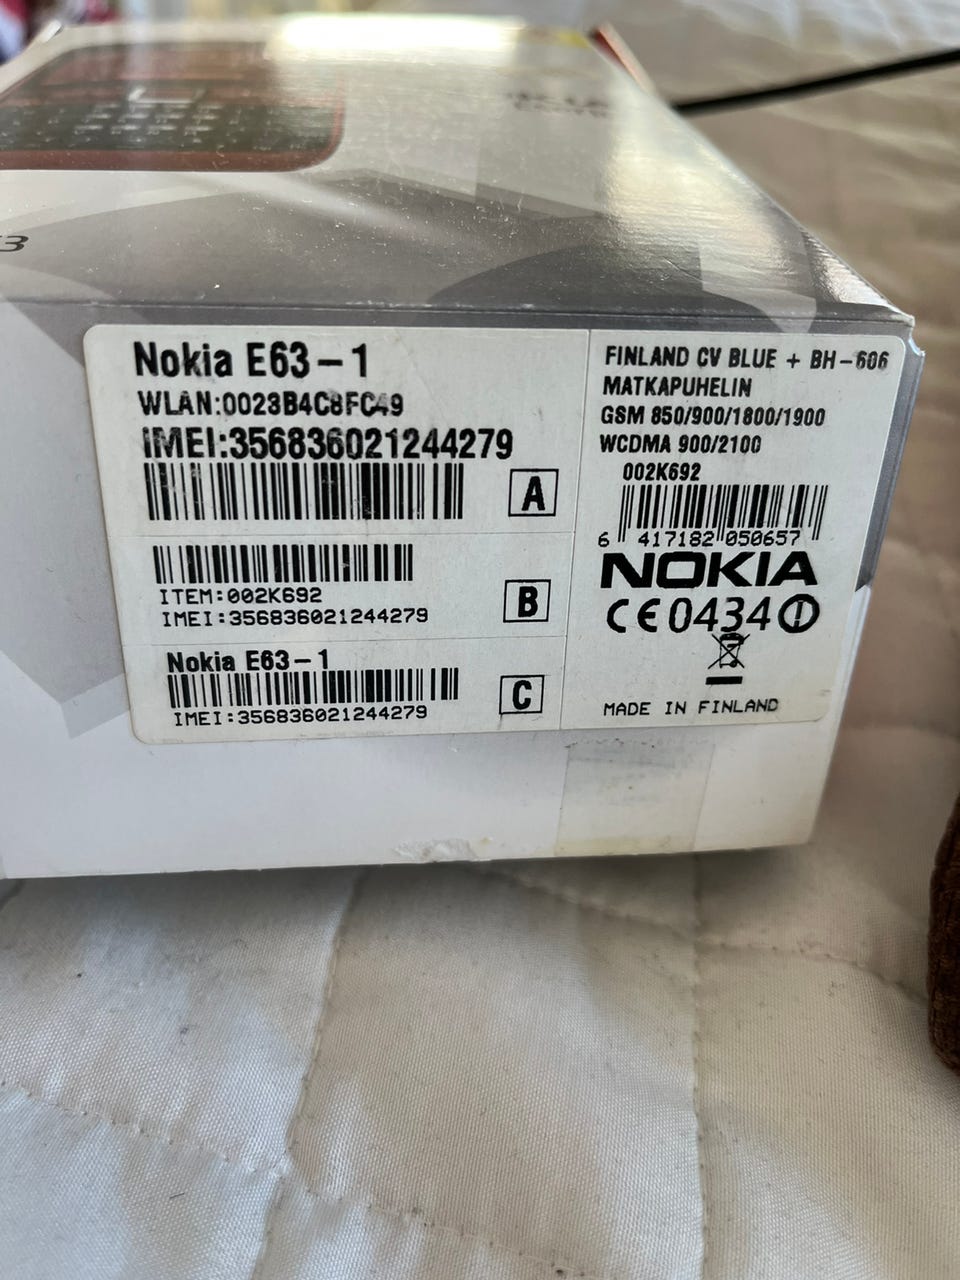 Nokia E63-1
WLAN:0023B4C8FC49
IMEI:356836021244279
A
ITEM:002K692
IMEI:356836021244279
B
Nokia E63-1
IMEI:356836021244279
C
FINLAND CV BLUE + BH-606
MATKAPUHELIN
GSM 850/900/1800/1900
WCDMA 900/2100
002K692
6 417182 050657
NOKIA
CE0434
MADE IN FINLAND